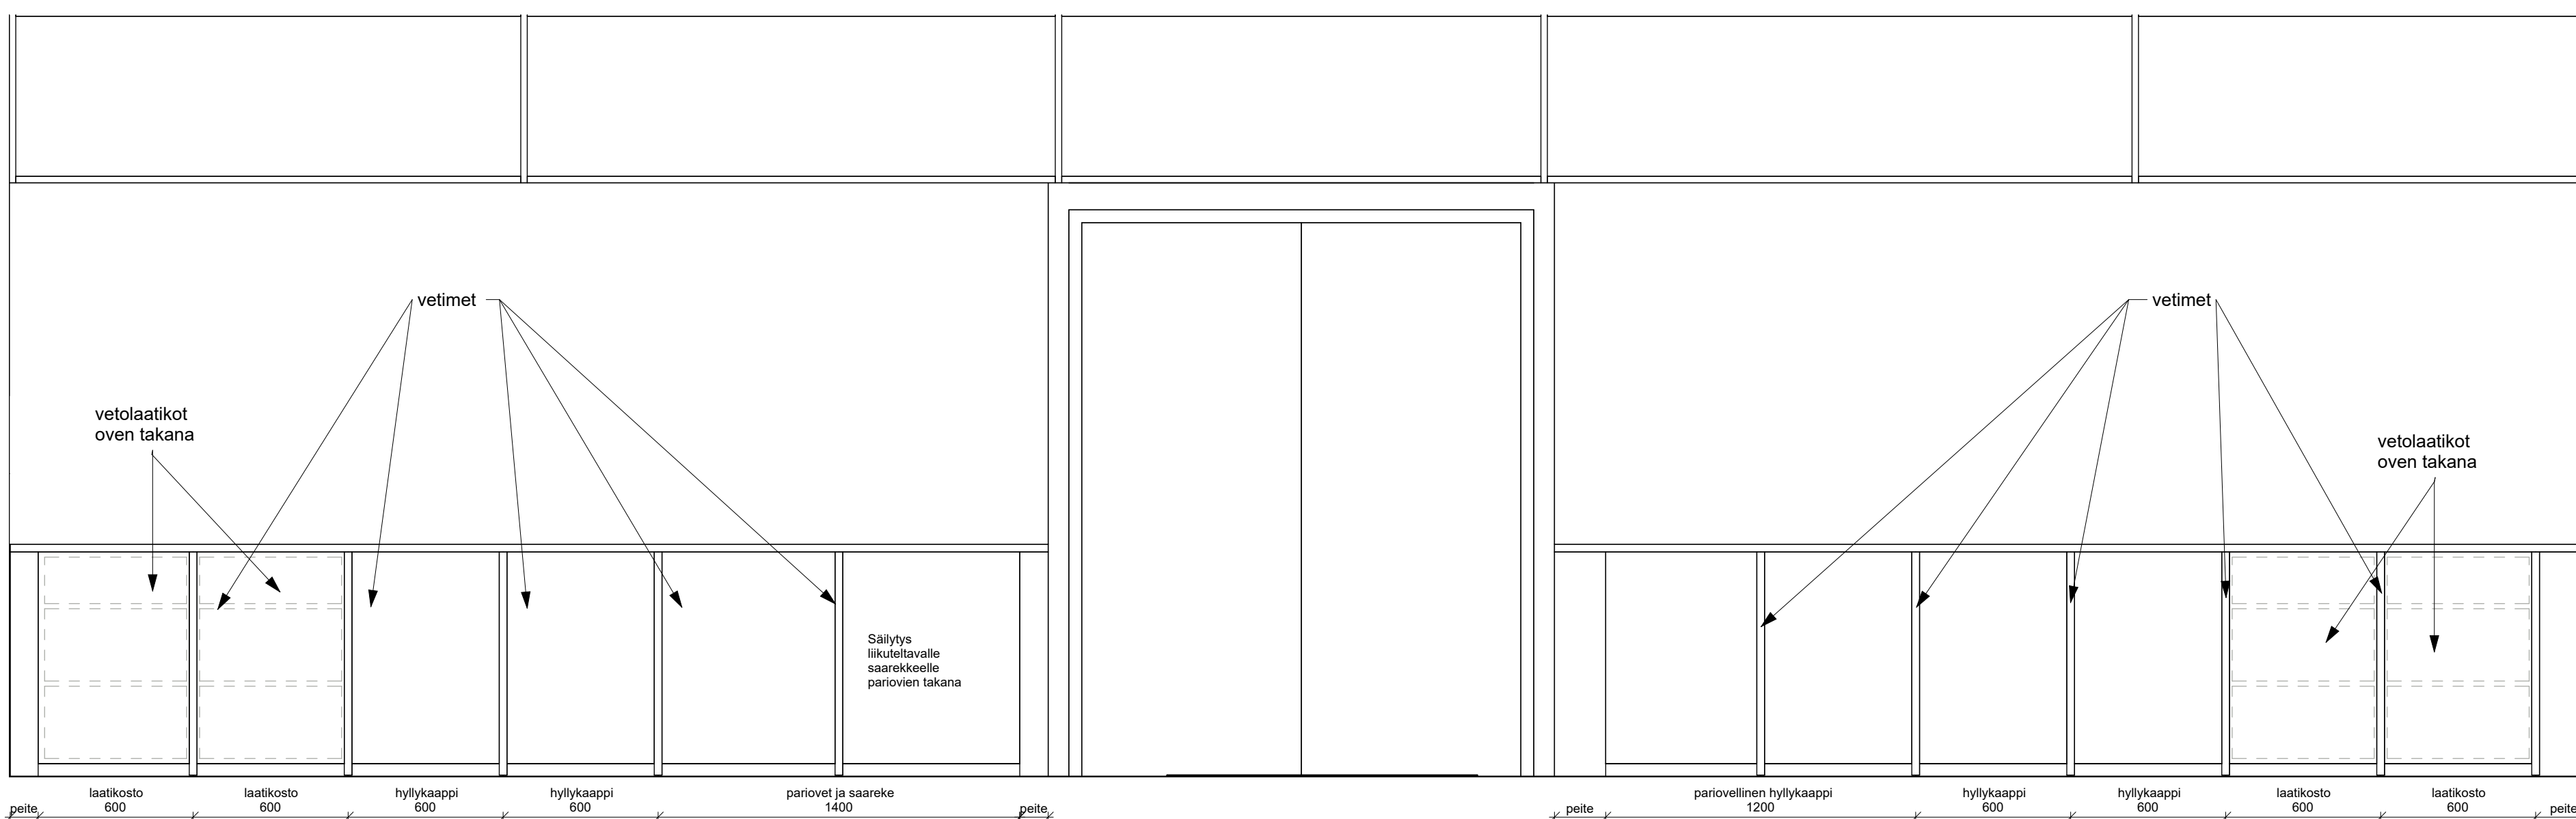 vetimet
vetimet
vetolaatikot
oven takana
vetolaatikot
oven takana
Säilytys
liikuteltavalle
saarekkeelle
pariovien takana
peite
laatikosto
600
laatikosto
600
hyllykaappi
600
hyllykaappi
600
pariovet ja saareke
1400
peite
peite
pariovellinen hyllykaappi
1200
hyllykaappi
600
hyllykaappi
600
laatikosto
600
laatikosto
600
peite